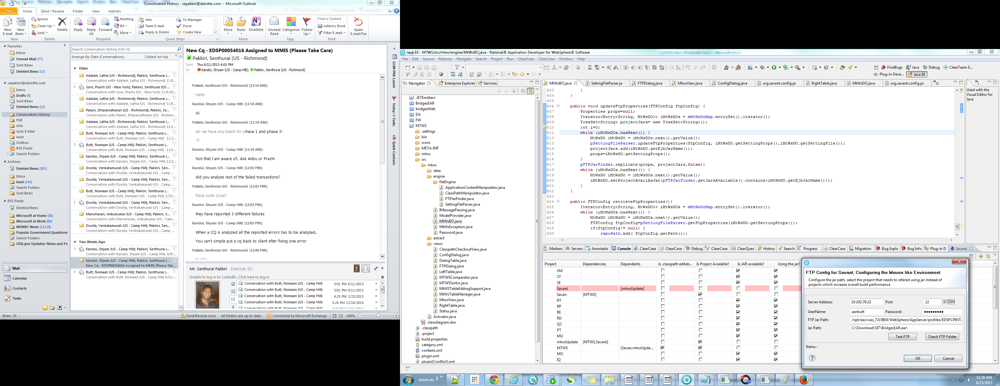 Conversation History - sepakkiri@deloitte.com - Microsoft Outlook
File Home Send / Receive Folder View Add-Ins
New E-mail
New Items
Ignore
Clean Up
Junk
Delete
Reply
Reply All
Forward
Meeting
IM
More
info
Team E-mail
Reply & Delete
To Manager
Done
Create New
Move
Rules
OneNote
Unread/ Read
Categorize
Follow Up
Find a Contact
Address Book
Filter E-mail
Spam E-mail/Fax
New Delete Respond Quick Steps Move Tags Find
Favorites
Inbox
Unread Mail (77)
Sent Items
Deleted Items (13)
sepakkiri@deloitte.com
Inbox
Drafts [4]
Sent Items
Deleted Items (13)
Conversation History
FMI
info
Junk E-Mail
least
Outbox
RSS Feeds
Search Folders
Archives
Deleted Items (392)
Inbox
least (144)
Search Folders
Sent Items
RSS Feeds
Deleted Items
Microsoft at Home (38)
Microsoft at Work (89)
MSNBC News (11129)
Popular Government Questions
Search Folders
USA.gov Updates: News and Fe
Mail
Calendar
Contacts
Tasks
Search Conversation History (Ctrl+E)
Arrange By: Date (Conversations) Oldest on top
Older
Adalam, Latha (US - Richmond); Pakkiri, Senthurai (...
Conversation with Adalam, Latha (US - Richmond) 11/6...
Soni, Prachi (US - New York); Pakkiri, Senthurai (US ...
Conversation with Soni, Prachi (US - New York) 11/6/20...
Adalam, Latha (US - Richmond); Pakkiri, Senthurai (...
Conversation with Adalam, Latha (US - Richmond) 11/6...
Palani, Dharanidharan (US - Richmond); Pakkiri, Se...
Conversation with Palani, Dharanidharan (US - Richmo...
Adalam, Latha (US - Richmond); Pakkiri, Senthurai (...
Conversation with Adalam, Latha (US - Richmond) 11/1...
Butt, Nomaan (US - Camp Hill); Pakkiri, Senthurai (...
Conversation with Butt, Nomaan (US - Camp Hill) 11/2...
Butt, Nomaan (US - Camp Hill); Pakkiri, Senthurai (...
Conversation with Butt, Nomaan (US - Camp Hill) 12/1...
Kandoi, Shyam (US - Camp Hill); Pakkiri, Senthurai (...
Conversation with Kandoi, Shyam (US - Camp Hill) 12/2...
Doolla, Venkatamurali (US - Camp Hill); Pakkiri, Sen...
Conversation with Doolla, Venkatamurali (US - Camp ...
Doolla, Venkatamurali (US - Camp Hill); Pakkiri, Sen...
Conversation with Doolla, Venkatamurali (US - Camp ...
Butt, Nomaan (US - Camp Hill); Pakkiri, Senthurai (...
Conversation with Butt, Nomaan (US - Camp Hill) 2/23/...
Doolla, Venkatamurali (US - Camp Hill); Pakkiri, Sen...
Conversation with Doolla, Venkatamurali (US - Camp ...
Manoharan, Anbukumar (US - Camp Hill); Pakkiri, S...
Conversation with Manoharan, Anbukumar (US - Cam...
Doolla, Venkatamurali (US - Camp Hill); Pakkiri, Sen...
Conversation with Doolla, Venkatamurali (US - Camp ...
Two Weeks Ago
Kandoi, Shyam (US - Camp Hill); Pakkiri, Senthurai (...
Conversation with Kandoi, Shyam (US - Camp Hill) 6/9/...
Kandoi, Shyam (US - Camp Hill); Pakkiri, Senthurai (...
New Cq - EDSP00054016 Assigned to MMIS (Please Tak...
Butt, Nomaan (US - Camp Hill); Pakkiri, Senthurai (...
Conversation with Butt, Nomaan (US - Camp Hill) 6/11/...
New Cq - EDSP00054016 Assigned to MMIS (Please Take Care)
Pakkiri, Senthurai (US - Richmond)
Sent: Thu 6/11/2015 4:01 PM
To: Kandoi, Shyam (US - Camp Hill); Pakkiri, Senthurai (US - Richmond)
Pakkiri, Senthurai (US - Richmond) [11:54 AM]:
Hello
Kandoi, Shyam (US - Camp Hill) [11:54 AM]:
Hi
Pakkiri, Senthurai (US - Richmond) [11:54 AM]:
do we have any batch for phase 1 and phase 3?
*2
Kandoi, Shyam (US - Camp Hill) [11:54 AM]:
Not that I am aware of.. Ask Anbu or Prachi
Kandoi, Shyam (US - Camp Hill) [12:01 PM]:
did you analyze rest of the failed transactions?
Pakkiri, Senthurai (US - Richmond) [12:02 PM]:
Race code issue?
Kandoi, Shyam (US - Camp Hill) [12:02 PM]:
they have reported 3 different failures
Kandoi, Shyam (US - Camp Hill) [12:05 PM]:
When a CQ is analyzed all the reported errors has to be analyzed..
You can't simple put a cq back to client after fixing one error
Pakkiri, Senthurai (US - Richmond) [12:06 PM]:
Mr. Senthurai Pakkiri External, DC
Unable to log in to: LinkedIn. Click here to log in.
Conversation with Butt, Nomaan (US - Camp Hill) 5:01 PM 6/11/2015
Conversation with Butt, Nomaan (US - Camp Hill) 5:01 PM 6/11/2015
Conversation with Butt, Nomaan (US - Camp Hill) 4:25 PM 2/23/2015
Conversation with Butt, Nomaan (US - Camp Hill) 5:24 PM 12/16/2014
12:00 PM: Lunch
Today: 2 Tasks
Quick Contacts
Items: 25 Send/Receive error All folders are up to date. Connected to Microsoft Exchange 100%
Java EE - MTWS/src/mtws/engine/MtWsBO.java - Rational® Application Developer for WebSphere® Software
File Edit Source Refactor Navigate Search Project Run ClearCase ClearCase Window Help
FindBugs Java Debug ClearTeam E...
Plug-in Deve... Java EE
Navigator Enterprise Explorer Services
JETEmitters
BridgesEAR
bridgesWeb
DA
FW
MTWS
.settings
bin
icons
META-INF
mtws
src
mtws
data
engine
fileEngine
ApplicationContextManipulator.java
ClassPathManipulator.java
FTPJarFinder.java
SettingFileParser.java
IMessagePassing.java
ModelProvider.java
MtWsBO.java
MtWsException.java
Password.java
extract
views
ClasspathCheckoutView.java
ConfigDialog.java
DialogTable.java
FTPDialog.java
LeftTable.java
MTWSComparator.java
MTWSSortor.java
MtWSTableEditingSupport.java
MtWsTableManager.java
MtwsView.java
RightTable.java
Status.java
Activator.java
classdiagram.dnx
.classpath
.project
build.properties
category.xml
contexts.xml
plugin.xml
plugin[Conflict].xml
MtWsBO.java SettingFileParser.ja FTPDialog.java MtwsView.java ConfigDialog.java org.savant.config.pr RightTable.java MtWsDO.java org.savant.config.pr »15
603 }
604 }
605
606 public void updateFtpProperties(FTPConfig ftpConfig) {
607 Properties props=null;
608 Iterator<Entry<String, MtWsDO>> iMtWsDOs = mMtWsDoMap.entrySet().iterator();
609 TreeSet<String> projectJars= new TreeSet<String>();
610 int i=0;
611 while (iMtWsDOs.hasNext()) {
612 MtWsDO iMtWsDO = iMtWsDOs.next().getValue();
613 pSettingFileParser.updateFtpProps(ftpConfig, iMtWsDO.getSettingProps(),iMtWsDO.getSettingFile());
614 projectJars.add(iMtWsDO.getEjbJarName());
615 props=iMtWsDO.getSettingProps();
616 }
617 pFTPJarFinder.replicate(props, projectJars,false);
618 while (iMtWsDOs.hasNext()) {
619 MtWsDO iMtWsDO = iMtWsDOs.next().getValue();
620 iMtWsDO.setProjectAvailAsJar(pFTPJarFinder.getJarsAvailable().contains(iMtWsDO.getEjbJarName()));
621 }
622 }
623
624 public FTPConfig retrieveFtpProperties(){
625 Iterator<Entry<String, MtWsDO>> iMtWsDOs = mMtWsDoMap.entrySet().iterator();
626 while (iMtWsDOs.hasNext()) {
627 MtWsDO iMtWsDO = iMtWsDOs.next().getValue();
628 FTPConfig ftpConfig=pSettingFileParser.getFtpProperties(iMtWsDO.getSettingProps());
629 if(ftpConfig!= null) {
630 repoPath.add( ftpConfig.getPath());
»1
Used with the
Visual Editor for
Java
Markers Servers Annotatio Console ClearCase ClearCase Debug ClearCase ClearQues History Search Progress ClearCase Migration Bug Explo Bug Info Plug-in D Savant
Project Dependencies Dependents Is .classpath editab... Is Project Avialable? Is JAR avialable? Using the jar?
VM
ST
SE
Savant [mtwsUpdate]
Savan [MTWS]
RT
RP
RE
RD
QC
PT
MU
mtwsUpdate [MTWS,Savant]
MTWS [Savan,mtwsUpda...
MO
IQ
FTP Config for Savant, Configuring the Maven like Environment
Configure the jar path, select the project that needs to refered using jar instead of
projects which increase overall build performance
Server Address: 10.192.79.22 Port: 22 SSH
UserName: aanbutt Password: ●●●●●●●●●
FTP Jar Path: /opt/eas/was_7.0/IBM/WebSphere/AppServer/profiles/EDSPCPINT/
Jar Path: C:\Download\SIT\BridgesEAR.ear\
Test FTP Check FTP Folder
Status :
OK Cancel
shortcuts
11:30 AM
6/23/2015